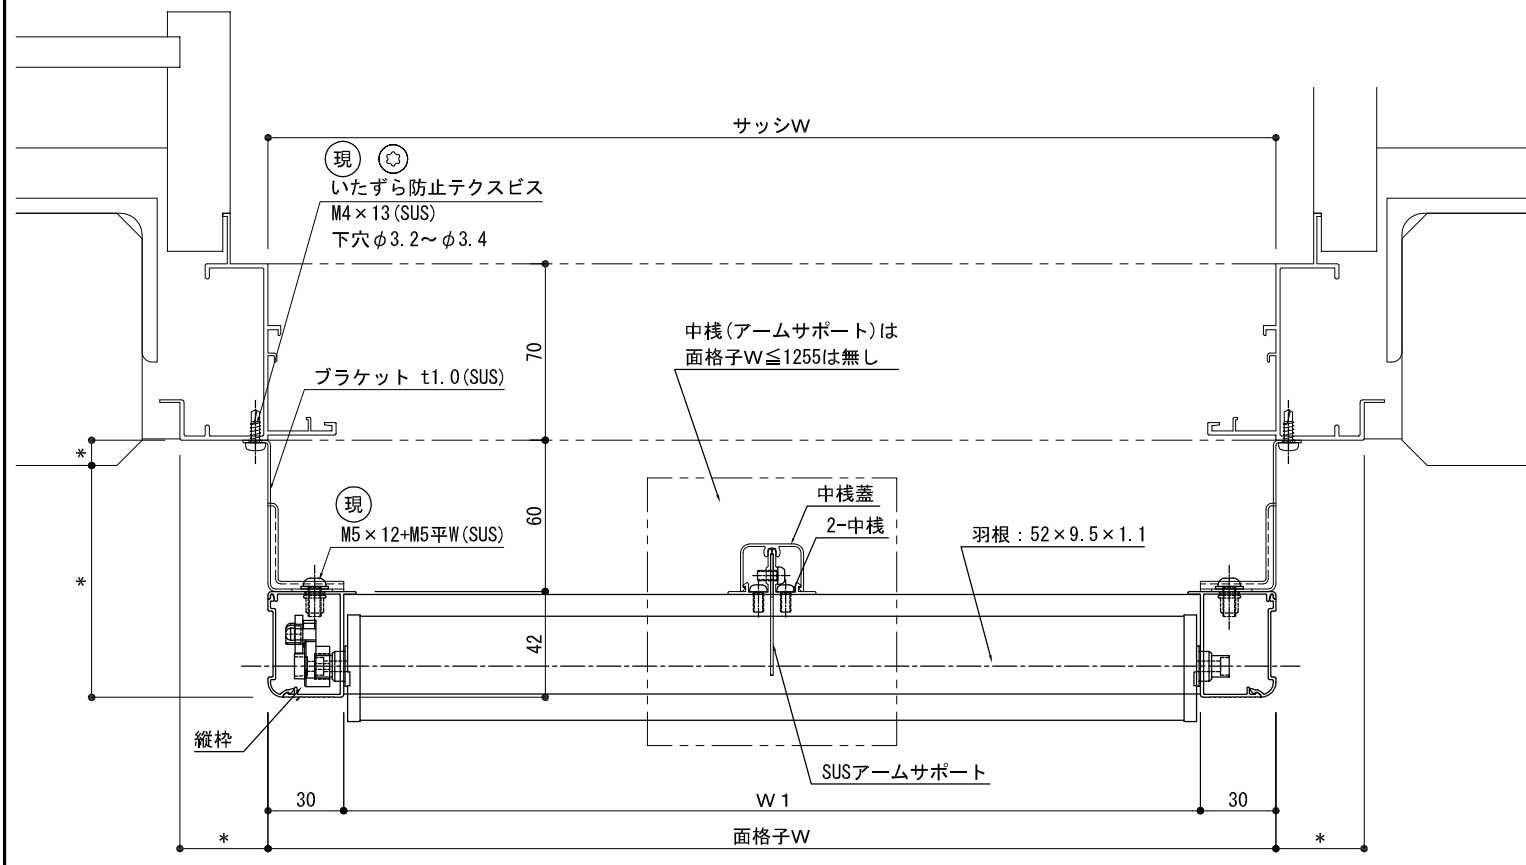 サッシW
現
いたずら防止テクスビス
M4×13(SUS)
下穴φ3.2～φ3.4
中桟(アームサポート)は
面格子W≦1255は無し
70
ブラケット t1.0(SUS)
*
現
M5×12+M5平W(SUS)
60
中桟蓋
2-中桟
羽根：52×9.5×1.1
*
42
縦枠
SUSアームサポート
30
W1
30
*
面格子W
*